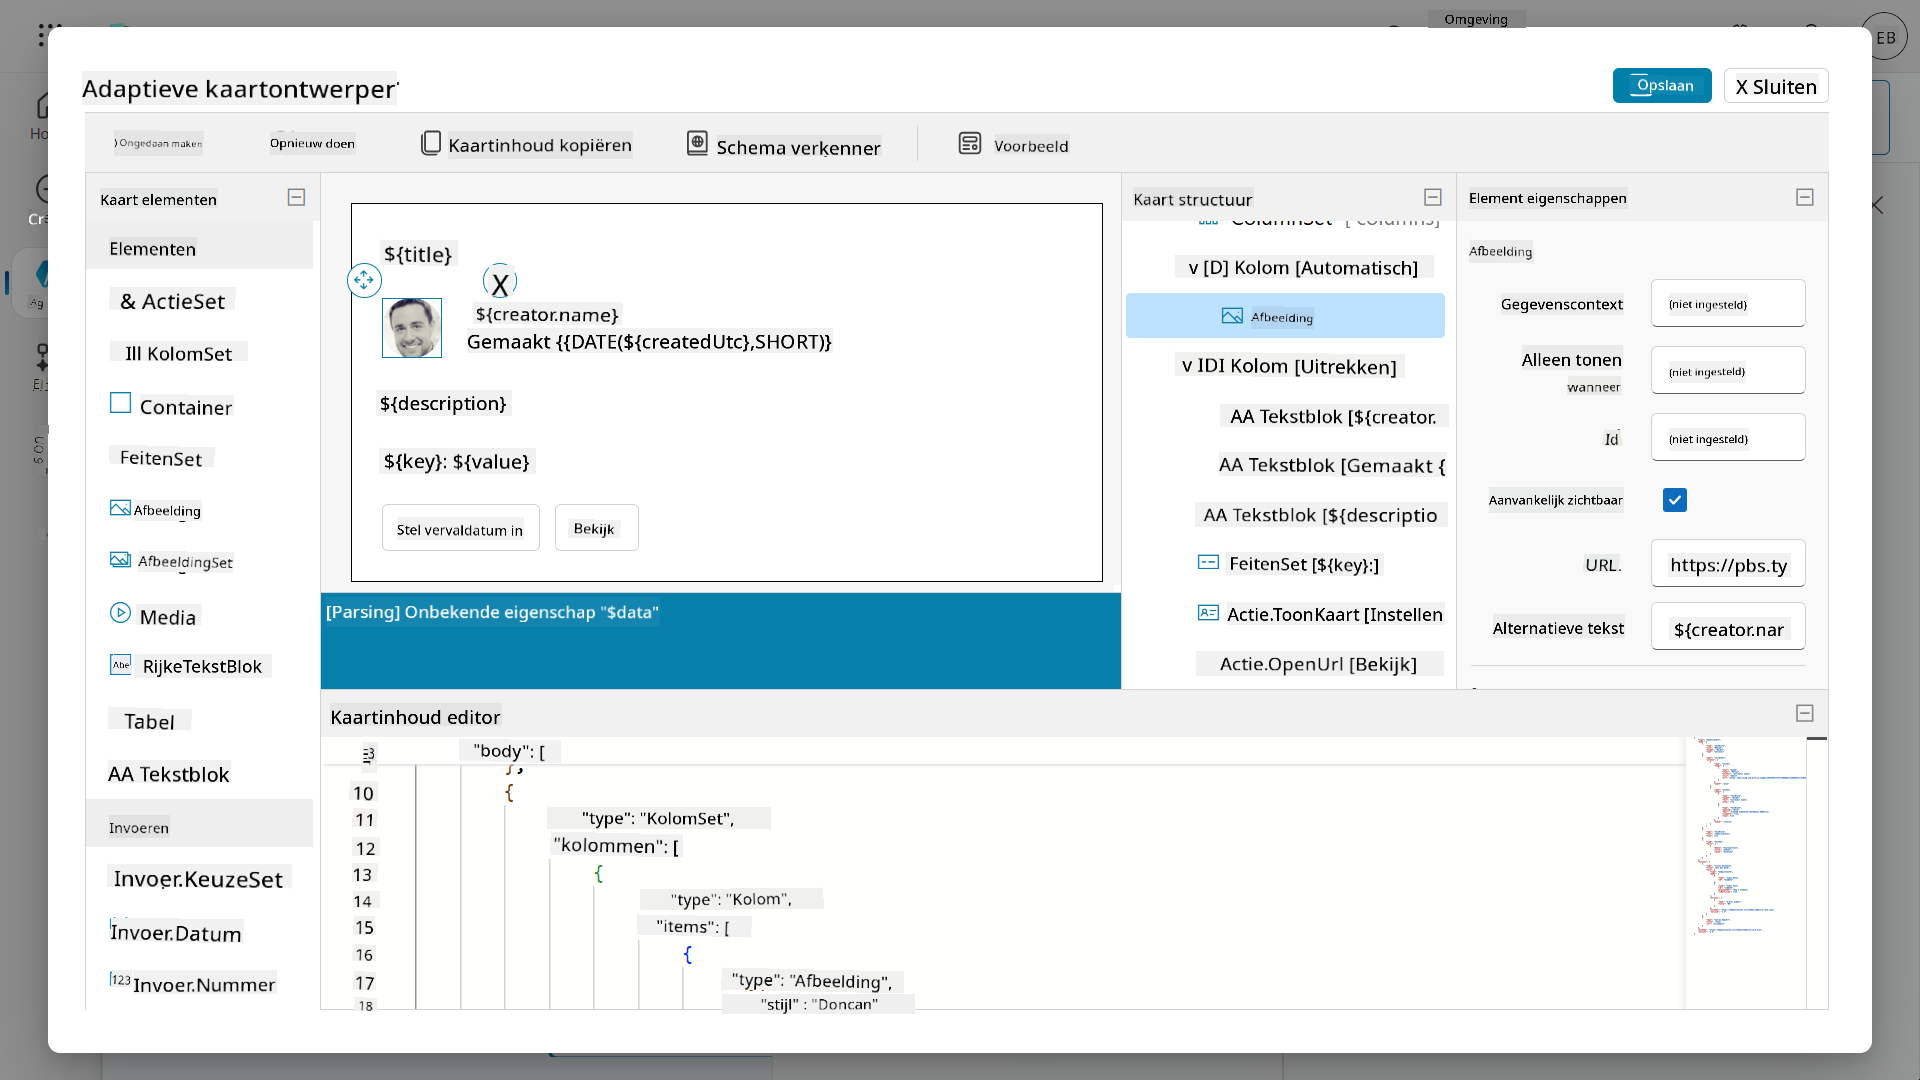 Omgeving
EB
Adaptieve kaartontwerper
Opslaan
X Sluiten
Ongedaan maken
Opnieuw doen
Kaartinhoud kopiëren
Schema verkenner
Voorbeeld
Kaart elementen
Elementen
& ActieSet
Ill KolomSet
Container
FeitenSet
Afbeelding
AfbeeldingSet
Media
RijkeTekstBlok
Tabel
AA Tekstblok
Invoeren
Invoer.KeuzeSet
Invoer.Datum
123 Invoer.Nummer
${title}
X
${creator.name}
Gemaakt {{DATE(${createdUtc},SHORT)}}
${description}
${key}: ${value}
Stel vervaldatum in
Bekijk
[Parsing] Onbekende eigenschap "$data"
Kaart structuur
ColumnSet [ columns]
v [D] Kolom [Automatisch]
Afbeelding
v IDI Kolom [Uitrekken]
AA Tekstblok [${creator.
AA Tekstblok [Gemaakt {
AA Tekstblok [${descriptio
FeitenSet [${key}:]
Actie.ToonKaart [Instellen
Actie.OpenUrl [Bekijk]
Element eigenschappen
Afbeelding
Gegevenscontext
(niet ingesteld)
Alleen tonen
wanneer
(niet ingesteld)
Id
(niet ingesteld)
Aanvankelijk zichtbaar
URL.
https://pbs.ty
Alternatieve tekst
${creator.nar
Kaartinhoud editor
"body": [
},
10 {
11 "type": "KolomSet",
12 "kolommen": [
13 {
14 "type": "Kolom",
15 "items": [
16 {
17 "type": "Afbeelding",
18 "stijl" : "Doncan"